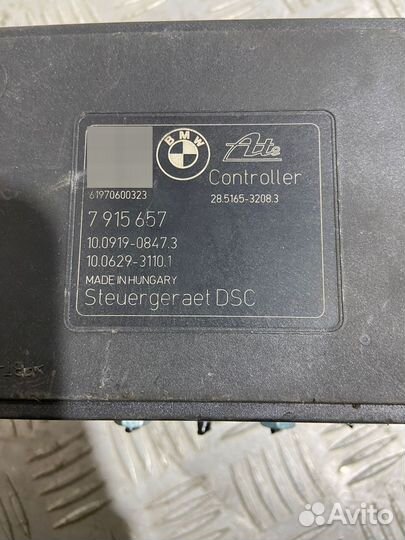 BMW
Ate
Controller
61970600323
28.5165-3208.3
7 915 657
10.0919-0847.3
10.0629-3110.1
MADE IN HUNGARY
Steuergeraet DSC
Avito